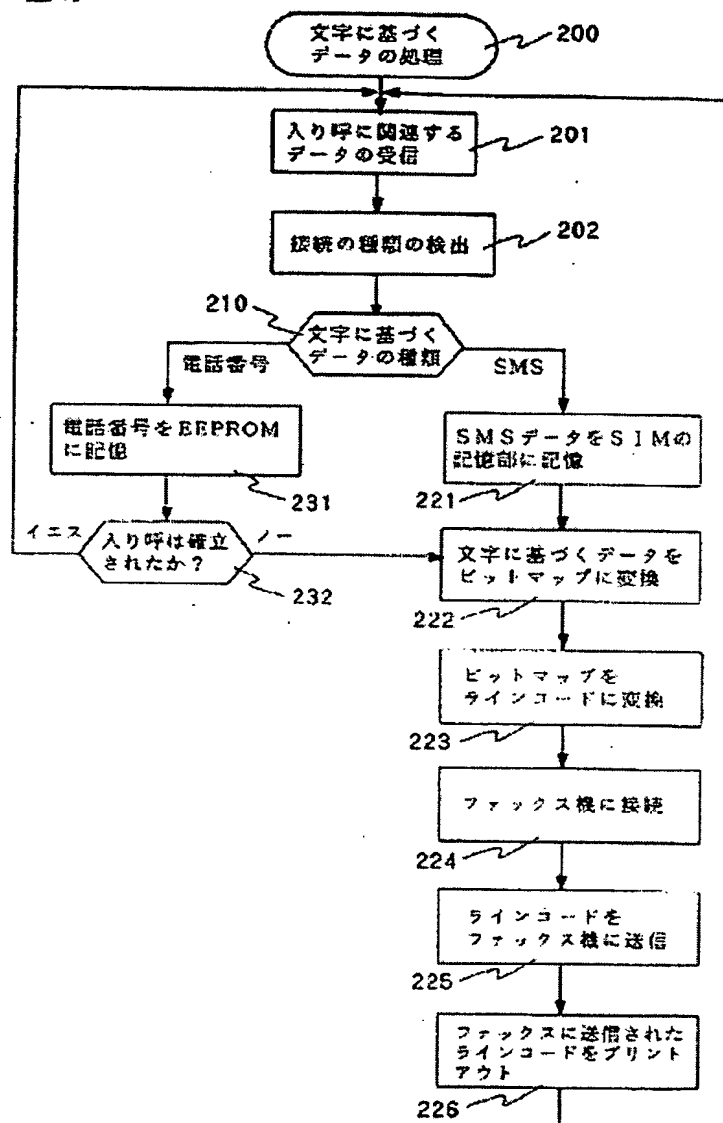 文字に基づく
データの処理
200
入り呼に関連する
データの受信
201
接続の種類の検出
202
210
文字に基づく
データの種類
電話番号
SMS
電話番号をEEPROM
に記憶
231
SMSデータをSIMの
記憶部に記憶
221
イエス
入り呼は確立
されたか?
ノー
232
文字に基づくデータを
ビットマップに変換
222
ビットマップを
ラインコードに変換
223
ファックス機に接続
224
ラインコードを
ファックス機に送信
225
ファックスに送信された
ラインコードをプリント
アウト
226